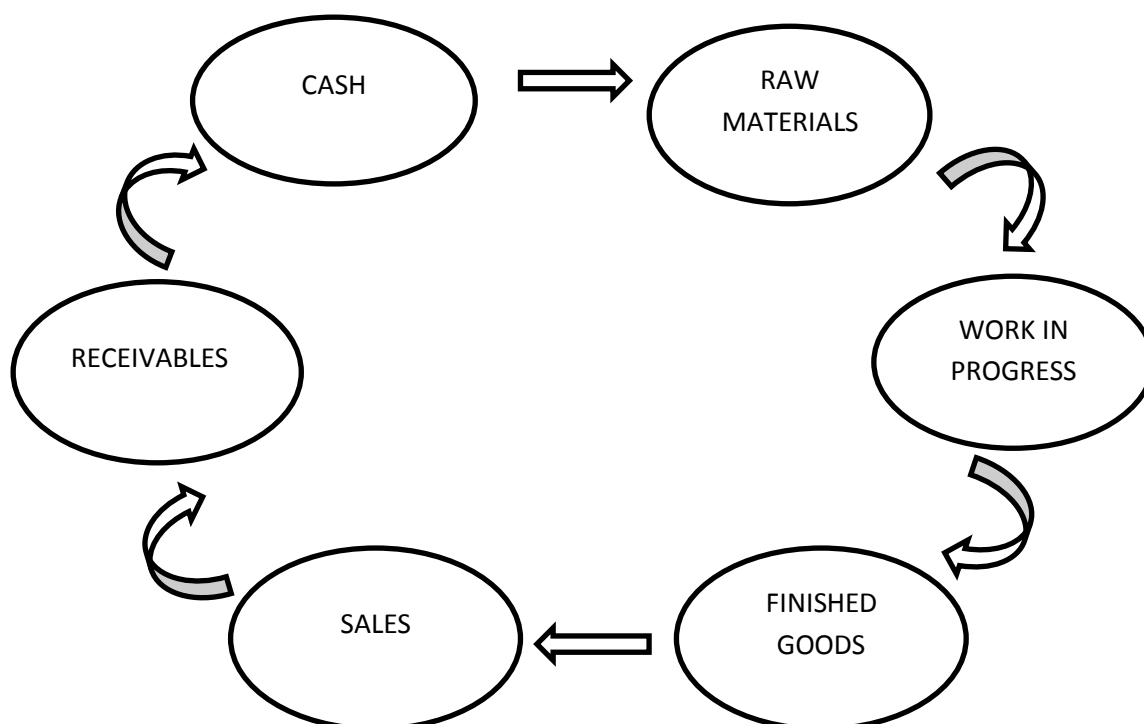 CASH
RAW
MATERIALS
WORK IN
PROGRESS
FINISHED
GOODS
SALES
RECEIVABLES